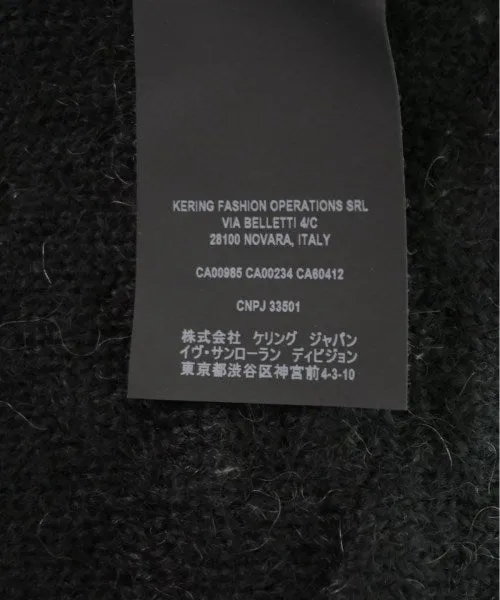 KERING FASHION OPERATIONS SRL
VIA BELLETTI 4/C
28100 NOVARA, ITALY
CA00985 CA00234 CA60412
CNPJ 33501
株式会社 ケリング ジャパン
イヴ・サンローラン ディビジョン
東京都渋谷区神宮前4-3-10